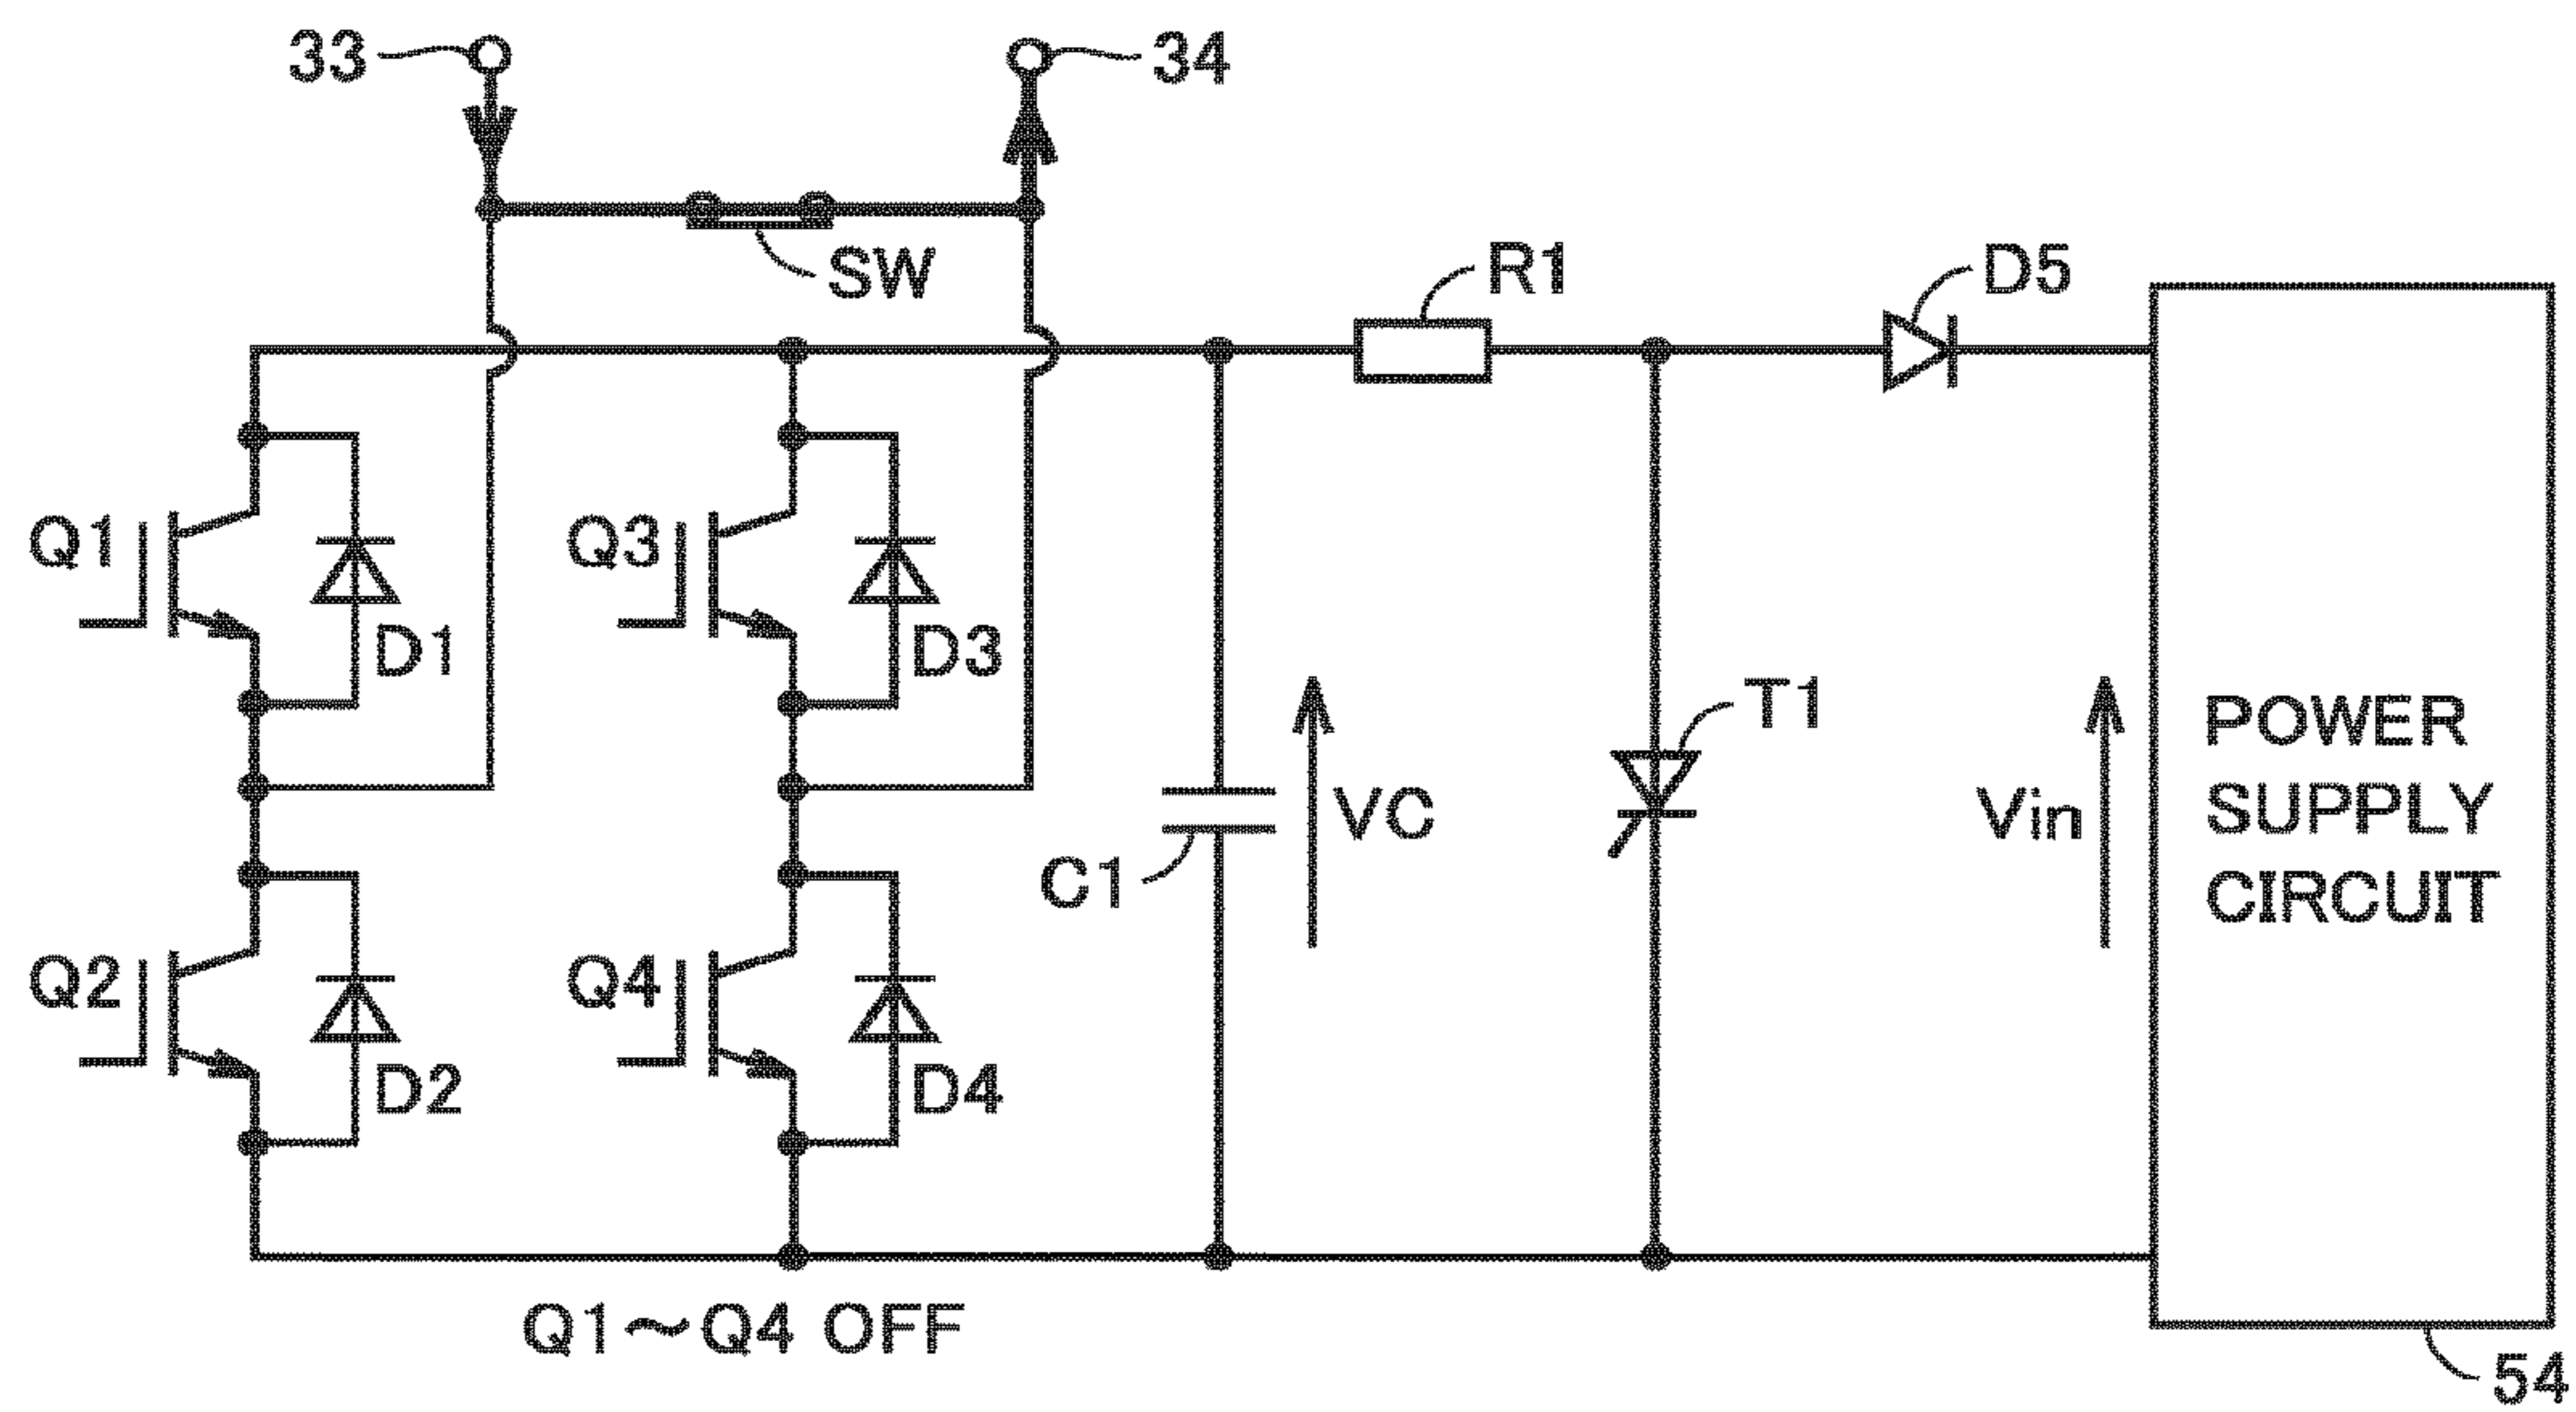 33
34
SW
R1
D5
Q1
D1
Q3
D3
T1
VC
Vin
POWER
SUPPLY
CIRCUIT
C1
Q2
D2
Q4
D4
Q1～Q4 OFF
54